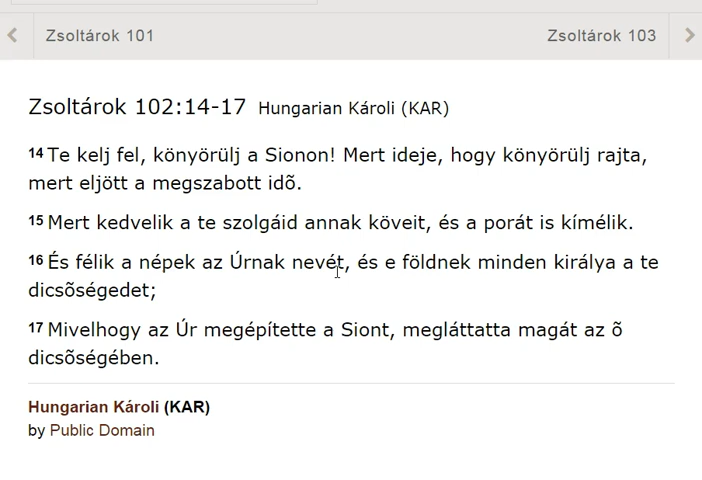 Zsoltárok 101
Zsoltárok 103
Zsoltárok 102:14-17 Hungarian Károli (KAR)
14 Te kelj fel, könyörülj a Sionon! Mert ideje, hogy könyörülj rajta,
mert eljött a megszabott idõ.
15 Mert kedvelik a te szolgáid annak köveit, és a porát is kímélik.
16 És félik a népek az Úrnak nevét, és e földnek minden királya a te
dicsõségedet;
17 Mivelhogy az Úr megépítette a Siont, megláttatta magát az õ
dicsõségében.
Hungarian Károli (KAR)
by Public Domain